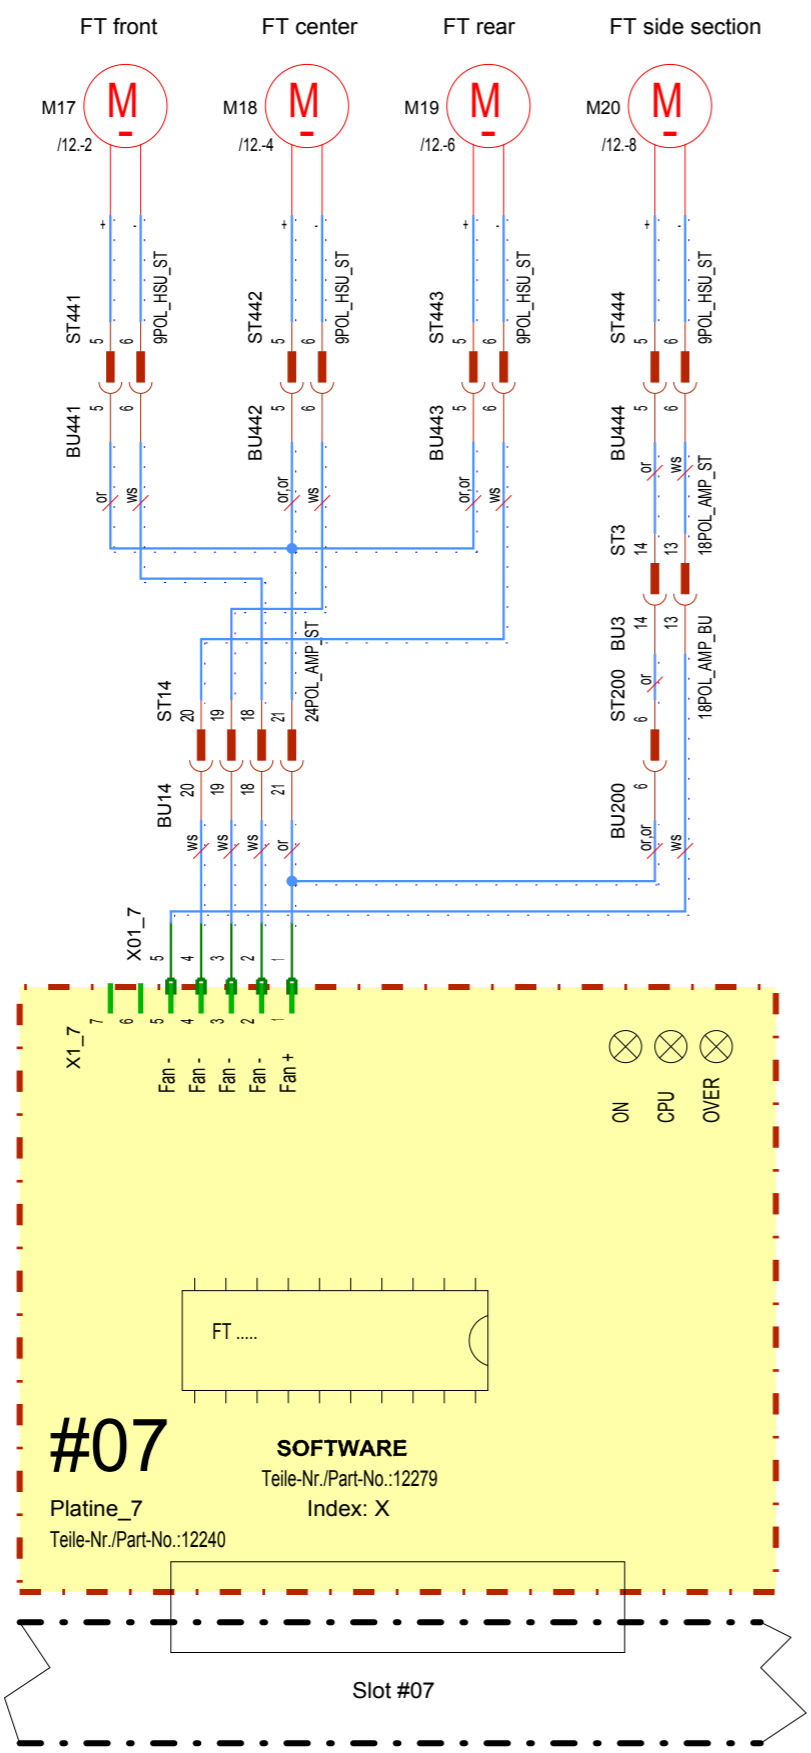 FT front FT center FT rear FT side section
M17 M M18 M M19 M M20 M
/12.-2 /12.-4 /12.-6 /12.-8
+ - + - + - + -
ST441 5 6 9POL_HSU_ST ST442 5 6 9POL_HSU_ST ST443 5 6 9POL_HSU_ST ST444 5 6 9POL_HSU_ST
BU441 5 6 BU442 5 6 BU443 5 6 BU444 5 6
or ws or,or ws or,or ws or ws
ST3 14 13 18POL_AMP_ST
BU3 14 13 18POL_AMP_BU
ST14 20 19 18 21 24POL_AMP_ST
ST200 or 6
BU14 20 19 18 21
BU200 6
ws ws ws or or,or ws
X01_7 5 4 3 2 1
X1_7 7 6 5 4 3 2 1
Fan - Fan - Fan - Fan - Fan +
ON CPU OVER
FT .....
#07
SOFTWARE
Teile-Nr./Part-No.:12279
Platine_7 Index: X
Teile-Nr./Part-No.:12240
Slot #07